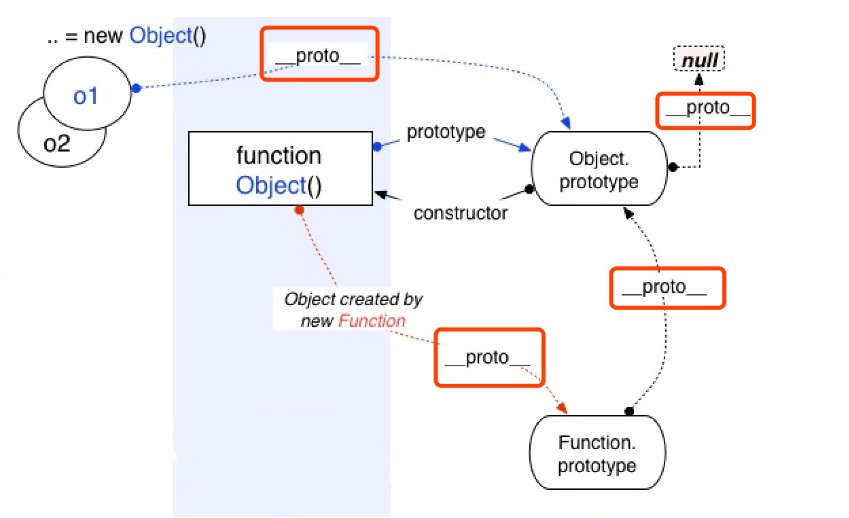 .. = new Object()
__proto__
null
o1
__proto__
o2
prototype
function
Object()
Object.
prototype
constructor
__proto__
Object created by
new Function
__proto__
Function.
prototype